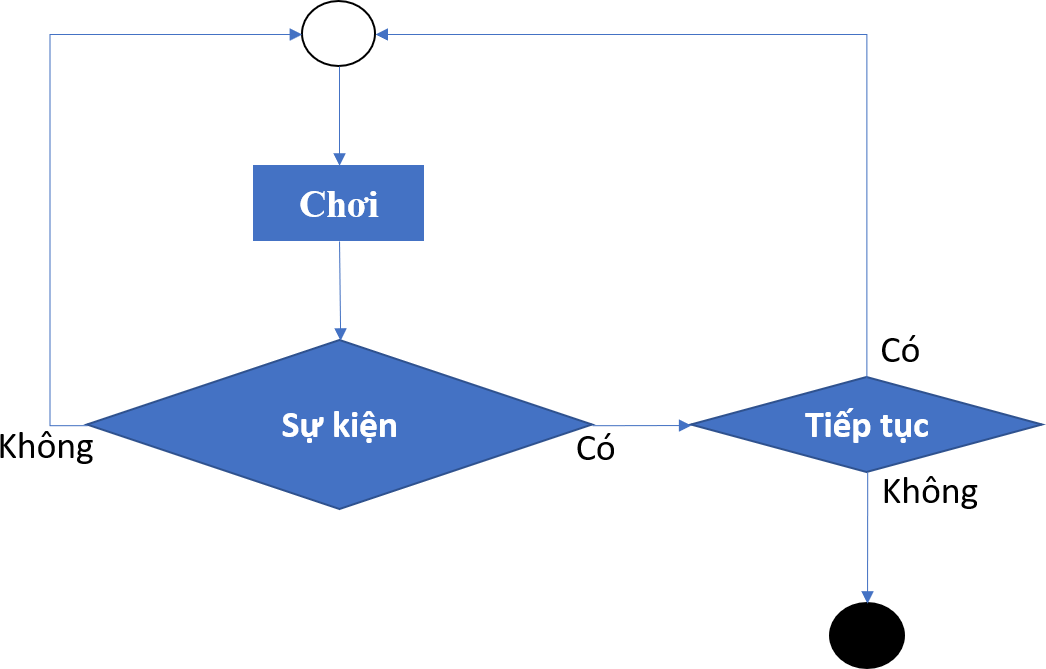 Chơi
Có
Sự kiện
Tiếp tục
Không
Có
Không